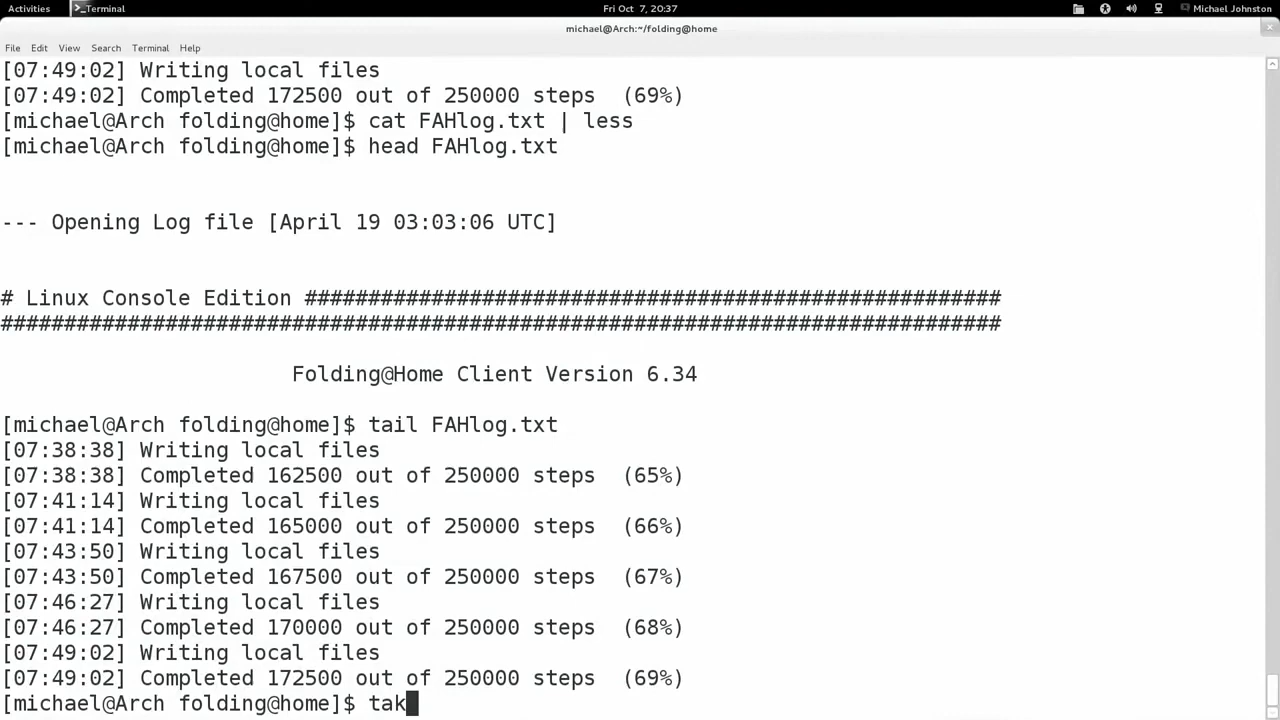 Activities Terminal Fri Oct 7, 20:37 Michael Johnston
michael@Arch:~/folding@home
File Edit View Search Terminal Help
[07:49:02] Writing local files
[07:49:02] Completed 172500 out of 250000 steps  (69%)
[michael@Arch folding@home]$ cat FAHlog.txt | less
[michael@Arch folding@home]$ head FAHlog.txt
--- Opening Log file [April 19 03:03:06 UTC]
# Linux Console Edition #######################################################
###############################################################################
Folding@Home Client Version 6.34
[michael@Arch folding@home]$ tail FAHlog.txt
[07:38:38] Writing local files
[07:38:38] Completed 162500 out of 250000 steps  (65%)
[07:41:14] Writing local files
[07:41:14] Completed 165000 out of 250000 steps  (66%)
[07:43:50] Writing local files
[07:43:50] Completed 167500 out of 250000 steps  (67%)
[07:46:27] Writing local files
[07:46:27] Completed 170000 out of 250000 steps  (68%)
[07:49:02] Writing local files
[07:49:02] Completed 172500 out of 250000 steps  (69%)
[michael@Arch folding@home]$ tak